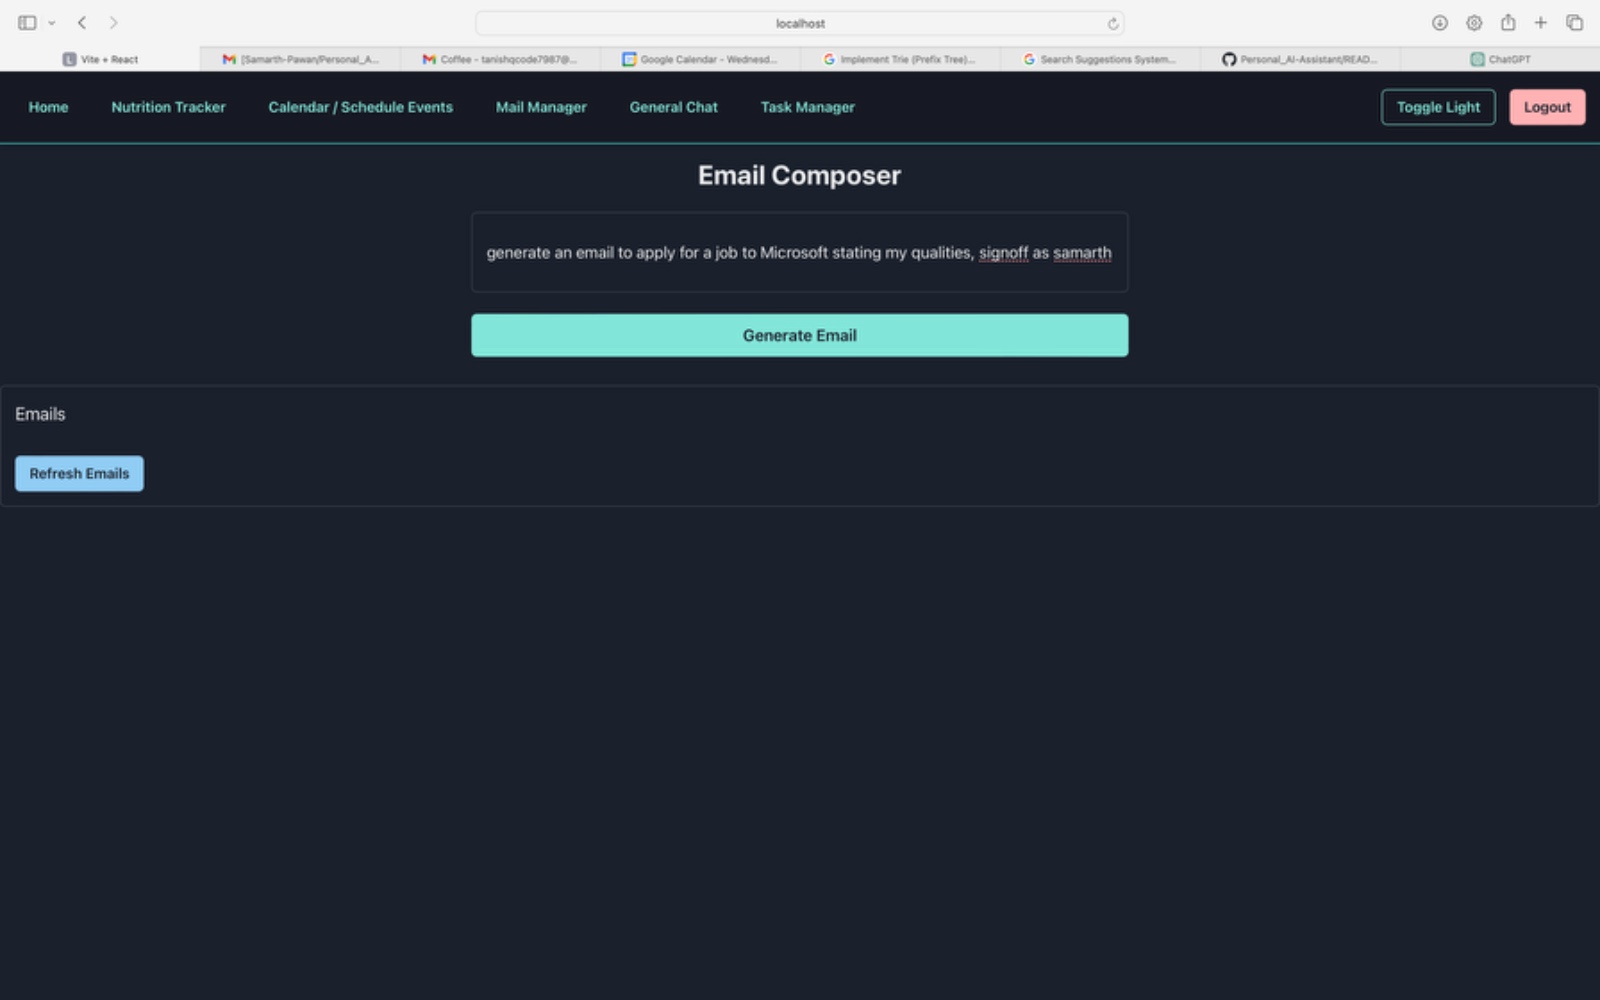 localhost
Vite + React
[Samarth-Pawan/Personal_A...
Coffee - tanishqcode7987@...
Google Calendar - Wednesd...
Implement Trie (Prefix Tree)...
Search Suggestions System...
Personal_AI-Assistant/READ...
ChatGPT
Home
Nutrition Tracker
Calendar / Schedule Events
Mail Manager
General Chat
Task Manager
Toggle Light
Logout
Email Composer
generate an email to apply for a job to Microsoft stating my qualities, signoff as samarth
Generate Email
Emails
Refresh Emails